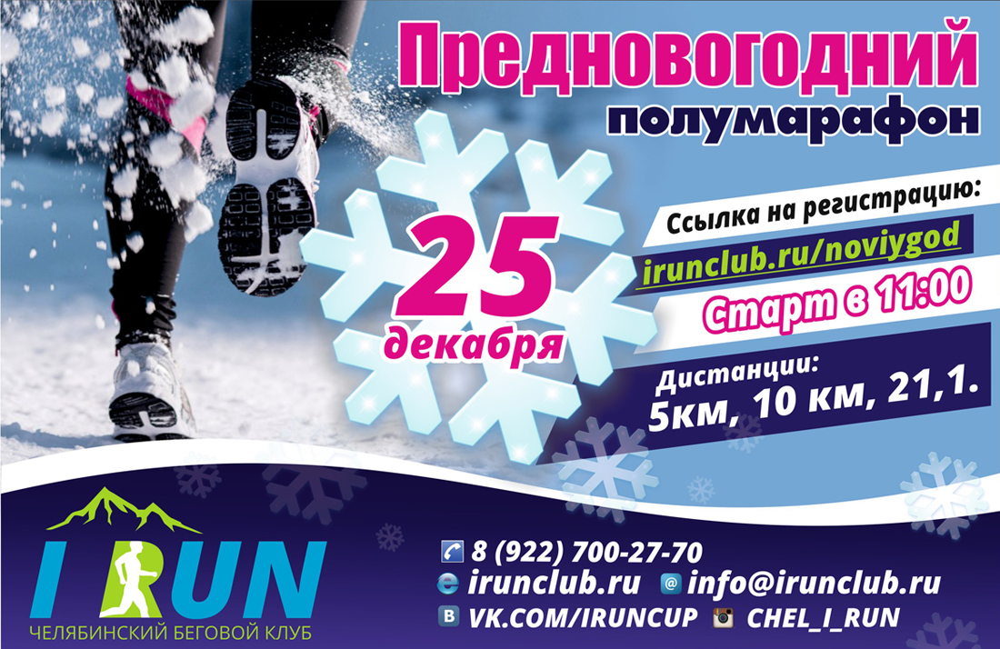 Предновогодний
полумарафон
25
декабря
Ссылка на регистрацию:
irunclub.ru/noviygod
Старт в 11:00
Дистанции:
5км, 10 км, 21,1.
I RUN
ЧЕЛЯБИНСКИЙ БЕГОВОЙ КЛУБ
8 (922) 700-27-70
irunclub.ru @ info@irunclub.ru
B VK.COM/IRUNCUP CHEL_I_RUN